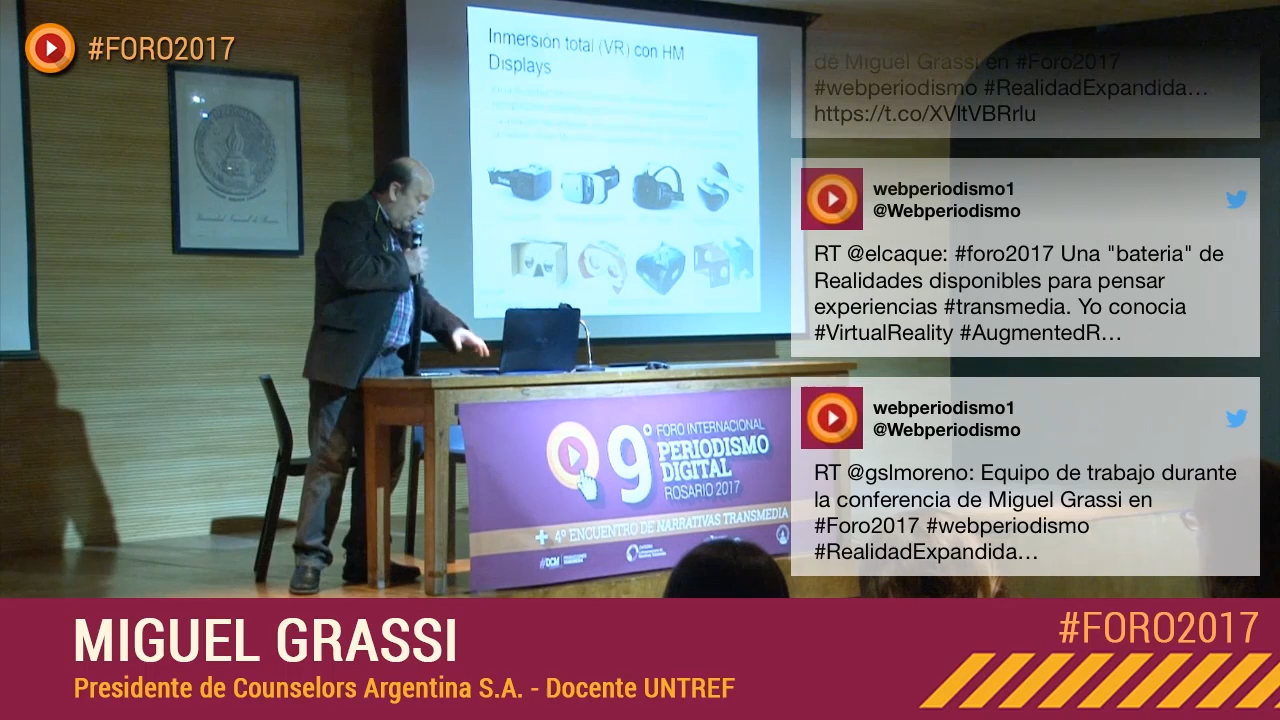 #FORO2017
Inmersion total (VR) con HM
Displays
de Miguel Grassi en #Foro2017
#webperiodismo #RealidadExpandida…
https://t.co/XVltVBRrlu
webperiodismo1
@Webperiodismo
RT @elcaque: #foro2017 Una "bateria" de
Realidades disponibles para pensar
experiencias #transmedia. Yo conocia
#VirtualReality #AugmentedR…
webperiodismo1
@Webperiodismo
RT @gslmoreno: Equipo de trabajo durante
la conferencia de Miguel Grassi en
#Foro2017 #webperiodismo
#RealidadExpandida…
9° FORO INTERNACIONAL
PERIODISMO
DIGITAL
ROSARIO 2017
+ 4º ENCUENTRO DE NARRATIVAS TRANSMEDIA
#DCM
MIGUEL GRASSI
Presidente de Counselors Argentina S.A. - Docente UNTREF
#FORO2017